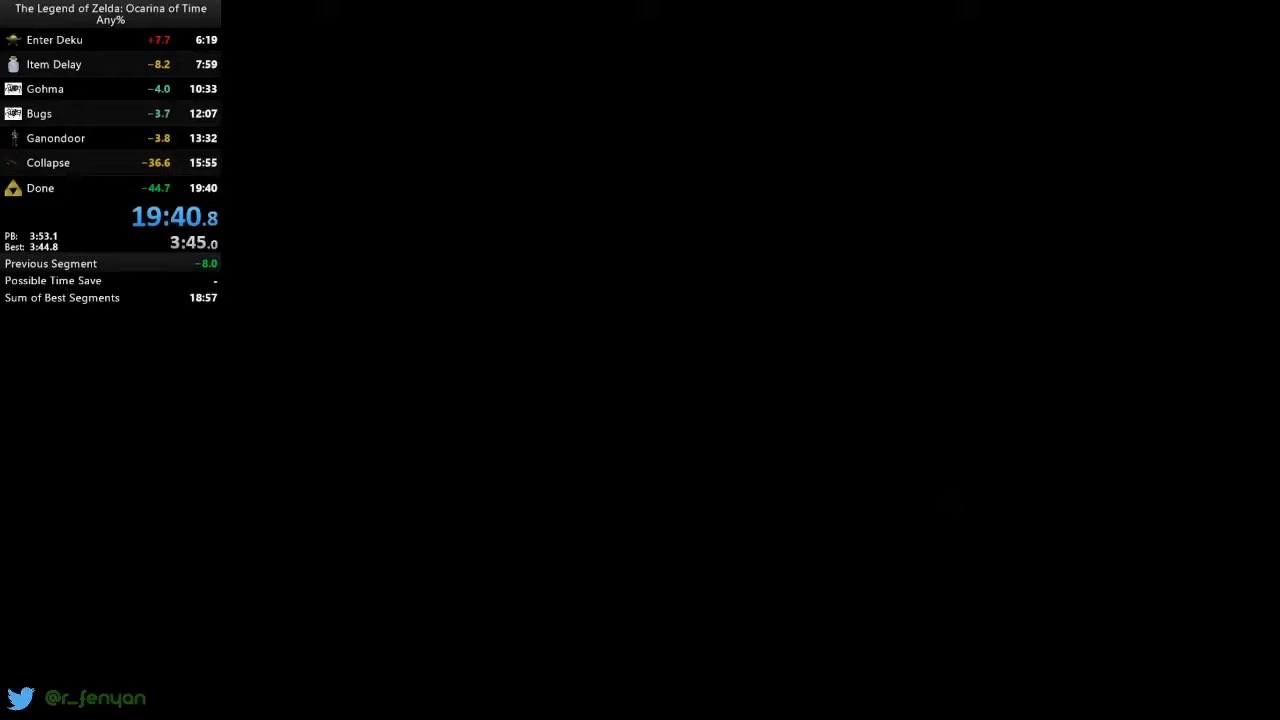 The Legend of Zelda: Ocarina of Time
Any%
Enter Deku +7.7 6:19
Item Delay −8.2 7:59
Gohma −4.0 10:33
Bugs −3.7 12:07
Ganondoor −3.8 13:32
Collapse −36.6 15:55
Done −44.7 19:40
19:40.8
PB: 3:53.1
Best: 3:44.8
3:45.0
Previous Segment −8.0
Possible Time Save -
Sum of Best Segments 18:57
@r_fenyan